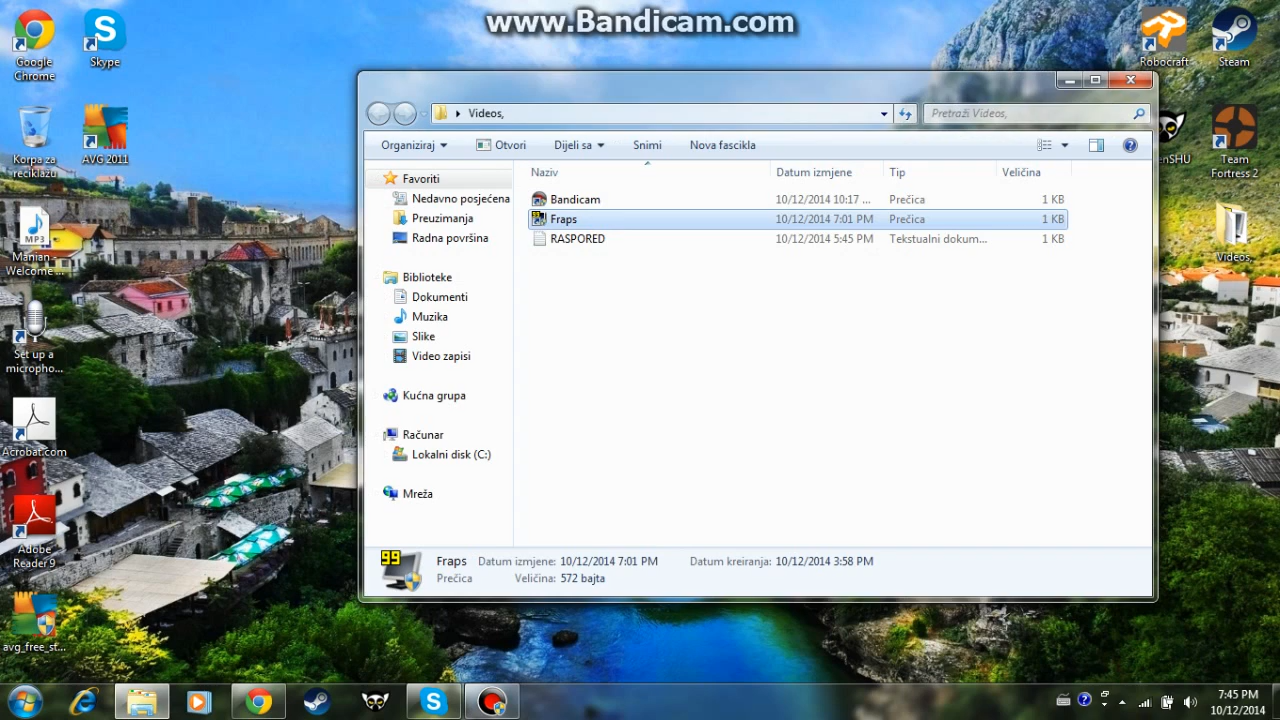 www.Bandicam.com
Google
Chrome
Skype
Robocraft
Steam
Korpa za
reciklažu
AVG 2011
Team
Fortress 2
MP3
Manian -
Welcome ...
Videos,
Set up a
micropho...
Acrobat.com
Adobe
Reader 9
avg_free_st...
Videos,
Pretraži Videos,
Organiziraj
Otvori
Dijeli sa
Snimi
Nova fascikla
Favoriti
Nedavno posjećena
Preuzimanja
Radna površina
Biblioteke
Dokumenti
Muzika
Slike
Video zapisi
Kućna grupa
Računar
Lokalni disk (C:)
Mreža
Naziv Datum izmjene Tip Veličina
Bandicam 10/12/2014 10:17 ... Prečica 1 KB
Fraps 10/12/2014 7:01 PM Prečica 1 KB
RASPORED 10/12/2014 5:45 PM Tekstualni dokum... 1 KB
99
Fraps Datum izmjene: 10/12/2014 7:01 PM Datum kreiranja: 10/12/2014 3:58 PM
Prečica Veličina: 572 bajta
7:45 PM
10/12/2014